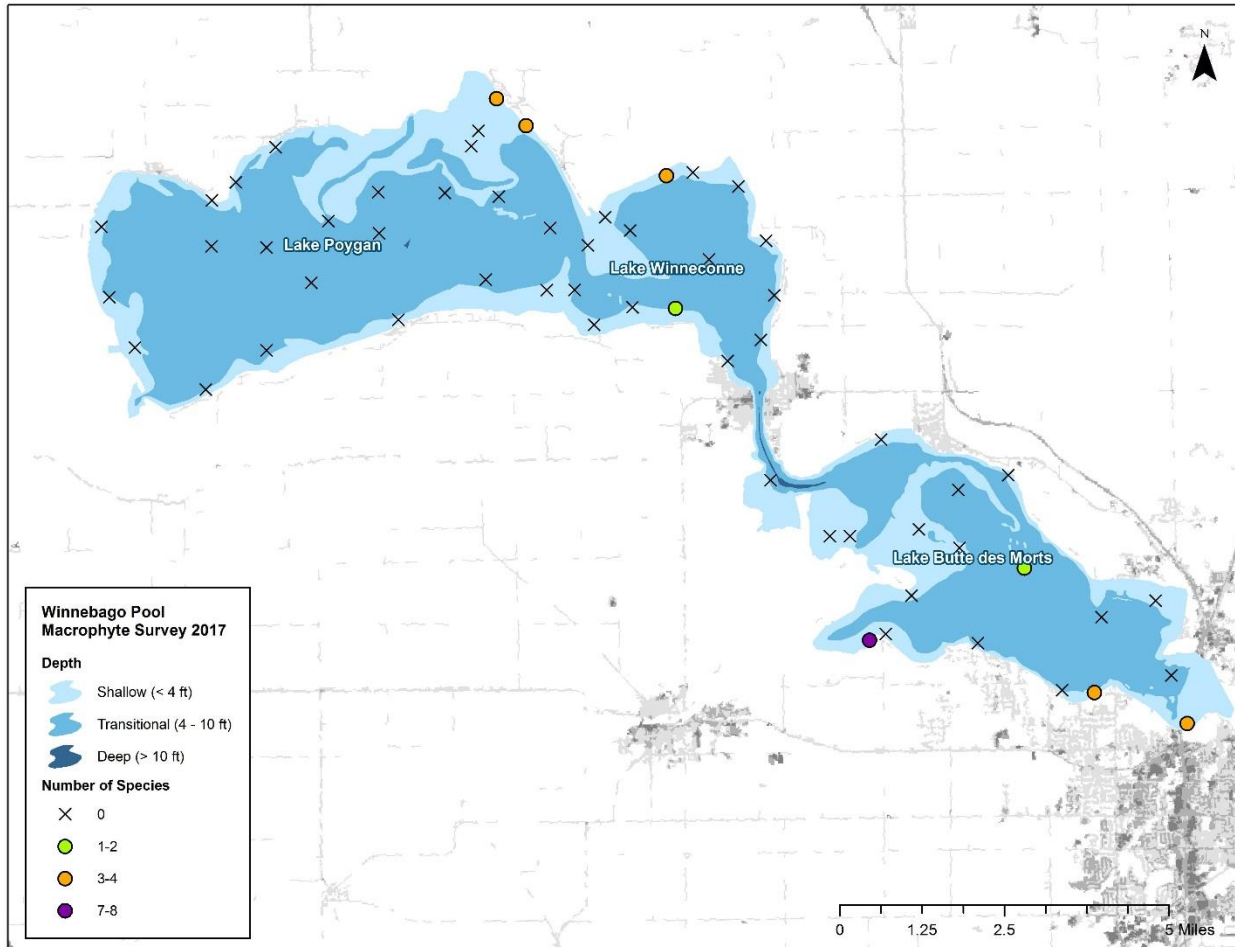 N
Lake Poygan
Lake Winneconne
Lake Butte des Morts
Winnebago Pool
Macrophyte Survey 2017
Depth
Shallow (< 4 ft)
Transitional (4 - 10 ft)
Deep (> 10 ft)
Number of Species
0
1-2
3-4
7-8
0 1.25 2.5 5 Miles